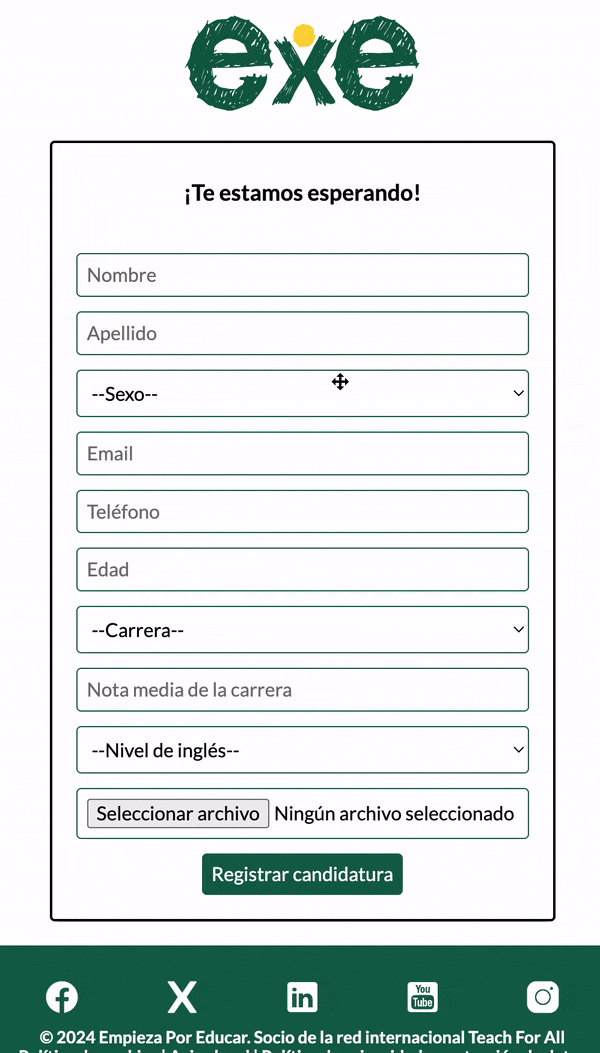 exe
¡Te estamos esperando!
Nombre
Apellido
--Sexo--
Email
Teléfono
Edad
--Carrera--
Nota media de la carrera
--Nivel de inglés--
Seleccionar archivo Ningún archivo seleccionado
Registrar candidatura
You
Tube
© 2024 Empieza Por Educar. Socio de la red internacional Teach For All